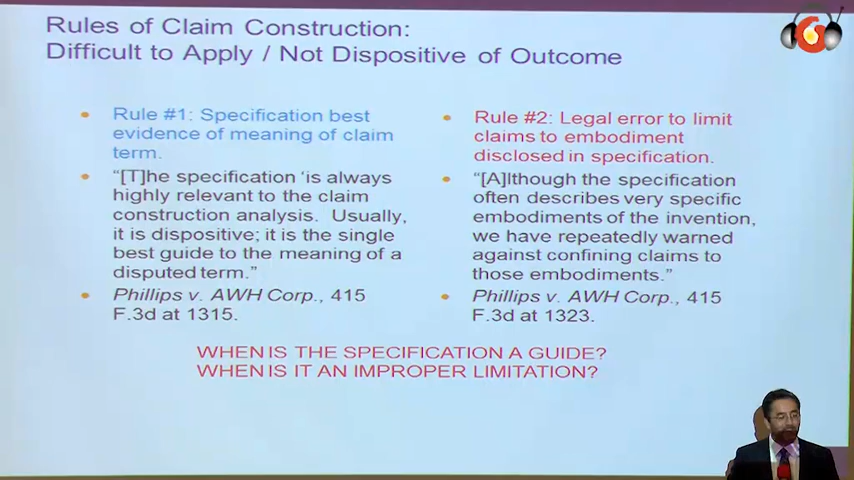 Rules of Claim Construction:
Difficult to Apply / Not Dispositive of Outcome
Rule #1: Specification best
evidence of meaning of claim
term.
“[T]he specification ‘is always
highly relevant to the claim
construction analysis. Usually,
it is dispositive; it is the single
best guide to the meaning of a
disputed term.”
Phillips v. AWH Corp., 415
F.3d at 1315.
Rule #2: Legal error to limit
claims to embodiment
disclosed in specification.
“[A]lthough the specification
often describes very specific
embodiments of the invention,
we have repeatedly warned
against confining claims to
those embodiments.”
Phillips v. AWH Corp., 415
F.3d at 1323.
WHEN IS THE SPECIFICATION A GUIDE?
WHEN IS IT AN IMPROPER LIMITATION?